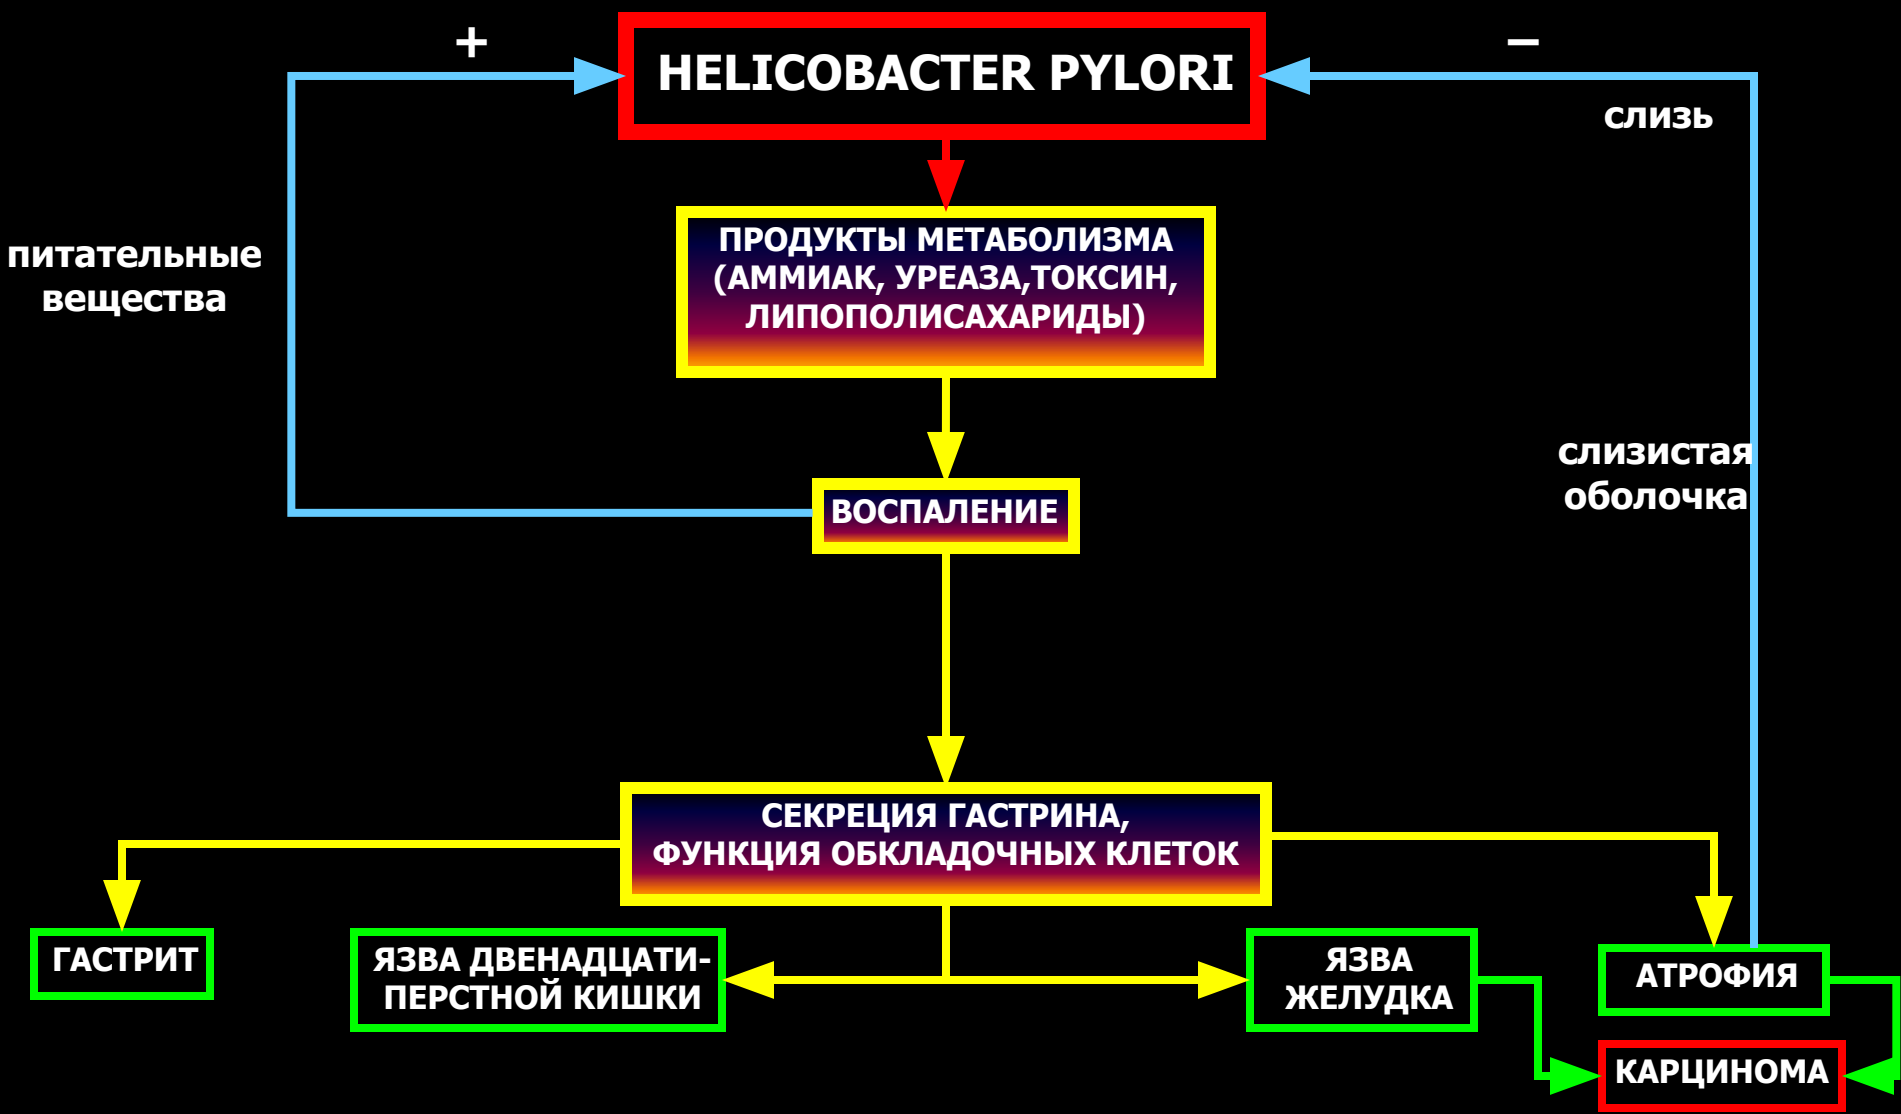 +
−
HELICOBACTER PYLORI
слизь
ПРОДУКТЫ МЕТАБОЛИЗМА
(АММИАК, УРЕАЗА,ТОКСИН,
ЛИПОПОЛИСАХАРИДЫ)
питательные
вещества
слизистая
оболочка
ВОСПАЛЕНИЕ
СЕКРЕЦИЯ ГАСТРИНА,
ФУНКЦИЯ ОБКЛАДОЧНЫХ КЛЕТОК
ГАСТРИТ
ЯЗВА ДВЕНАДЦАТИ-
ПЕРСТНОЙ КИШКИ
ЯЗВА
ЖЕЛУДКА
АТРОФИЯ
КАРЦИНОМА